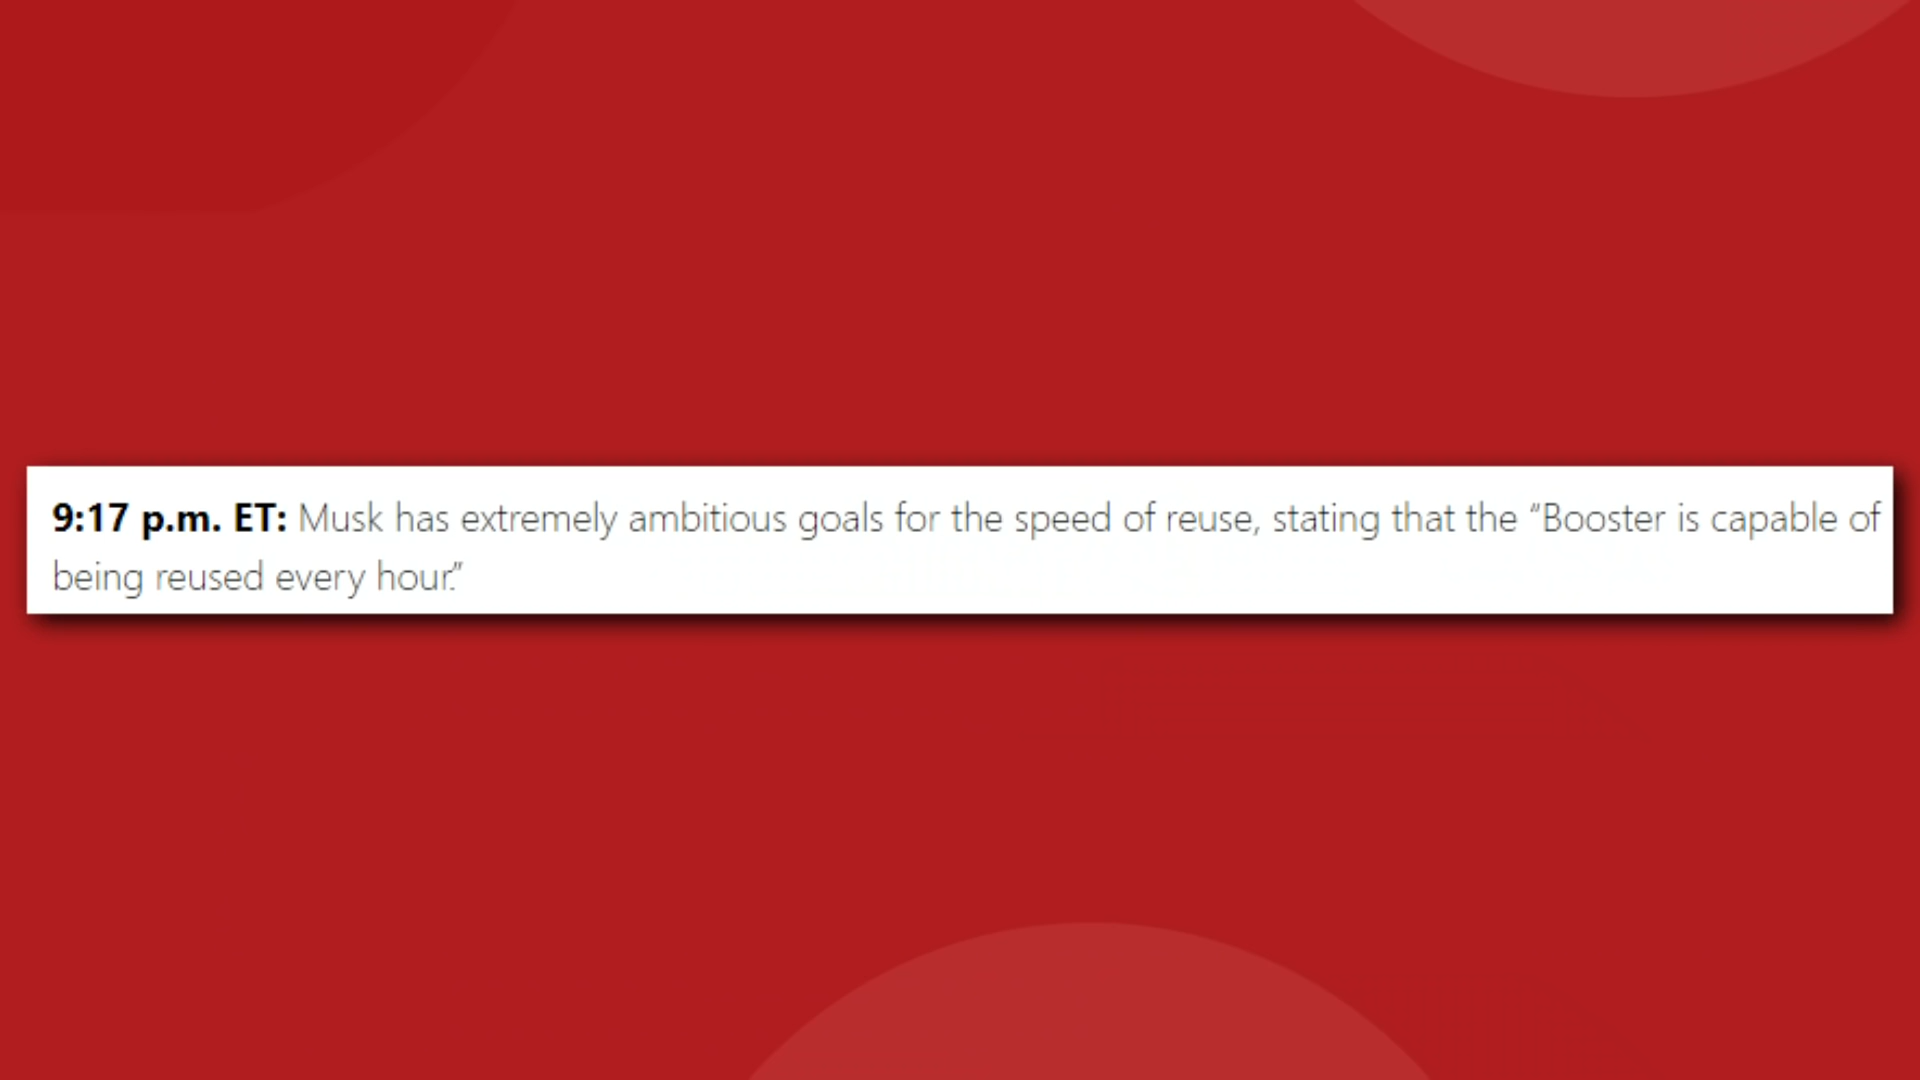 9:17 p.m. ET: Musk has extremely ambitious goals for the speed of reuse, stating that the “Booster is capable of
being reused every hour.”